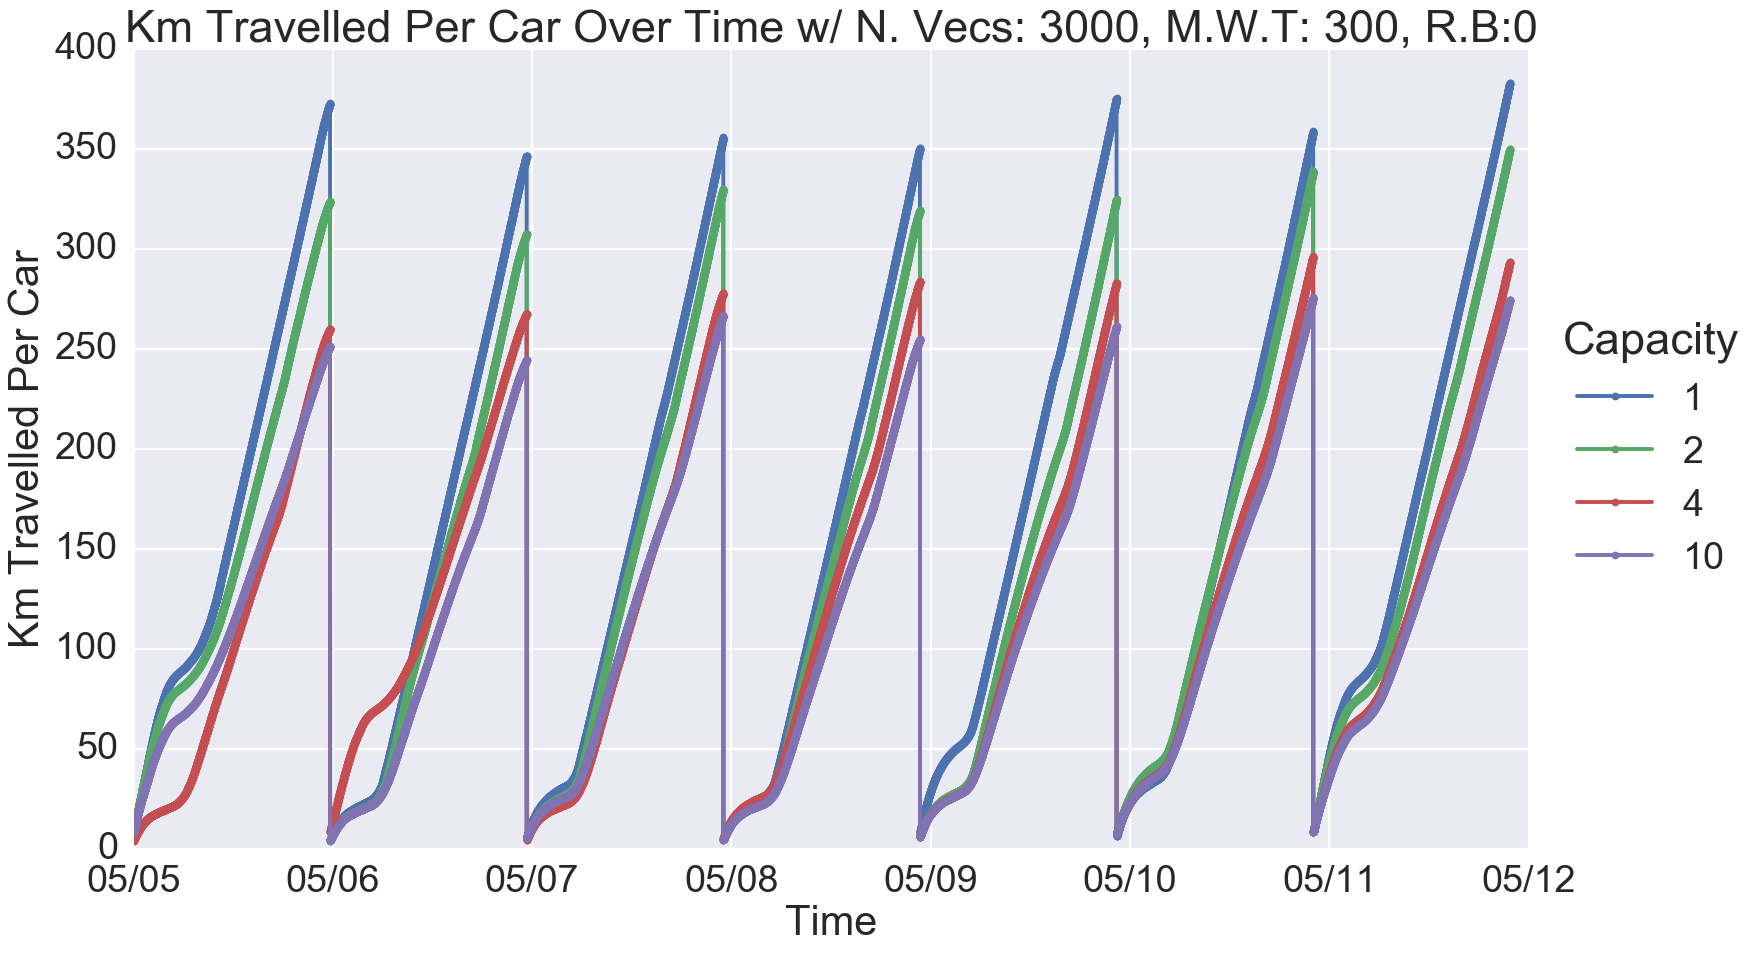 Km Travelled Per Car Over Time w/ N. Vecs: 3000, M.W.T: 300, R.B:0
Km Travelled Per Car
400
350
300
250
200
150
100
50
0
05/05 05/06 05/07 05/08 05/09 05/10 05/11 05/12
Time
Capacity
1
2
4
10